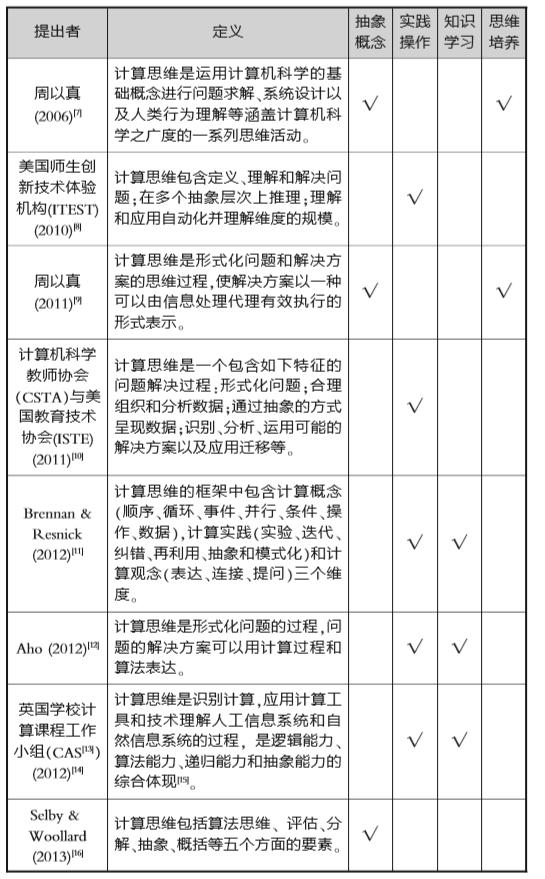 提出者 定义 抽象概念 实践操作 知识学习 思维培养
周以真
(2006)[7]
计算思维是运用计算机科学的基
础概念进行问题求解、系统设计以
及人类行为理解等涵盖计算机科
学之广度的一系列思维活动。
√ √
美国师生创
新技术体验
机构(ITEST)
(2010)[8]
计算思维包含定义、理解和解决问
题;在多个抽象层次上推理;理解
和应用自动化并理解维度的规模。
√
周以真
(2011)[9]
计算思维是形式化问题和解决方
案的思维过程,使解决方案以一种
可以由信息处理代理有效执行的
形式表示。
√ √
计算机科学
教师协会
(CSTA)与美
国教育技术
协会(ISTE)
(2011)[10]
计算思维是一个包含如下特征的
问题解决过程:形式化问题;合理
组织和分析数据;通过抽象的方式
呈现数据;识别、分析、运用可能的
解决方案以及应用迁移等。
√
Brennan &
Resnick
(2012)[11]
计算思维的框架中包含计算概念
(顺序、循环、事件、并行、条件、操
作、数据),计算实践(实验、迭代、
纠错、再利用、抽象和模式化)和计
算观念(表达、连接、提问)三个维
度。
√ √
Aho (2012)[12]
计算思维是形式化问题的过程,问
题的解决方案可以用计算过程和
算法表达。
√ √
英国学校计
算课程工作
小组(CAS[13])
(2012)[14]
计算思维是识别计算,应用计算工
具和技术理解人工信息系统和自
然信息系统的过程, 是逻辑能力、
算法能力、递归能力和抽象能力的
综合体现[15]。
√ √
Selby &
Woollard
(2013)[16]
计算思维包括算法思维、 评估、分
解、抽象、概括等五个方面的要素。
√